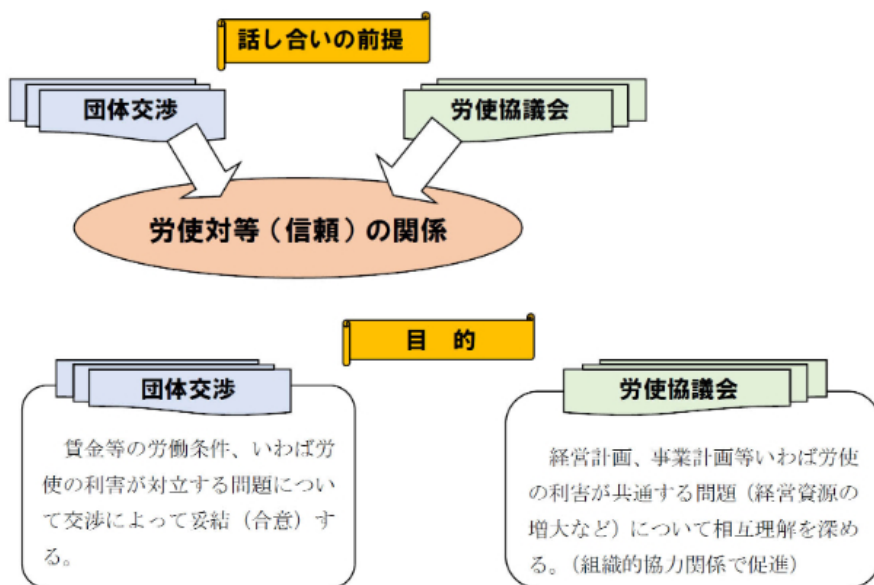 話し合いの前提
団体交渉
労使協議会
労使対等（信頼）の関係
目　的
団体交渉
賃金等の労働条件、いわば労
使の利害が対立する問題につい
て交渉によって妥結（合意）す
る。
労使協議会
経営計画、事業計画等いわば労使
の利害が共通する問題（経営資源の
増大など）について相互理解を深め
る。（組織的協力関係で促進）